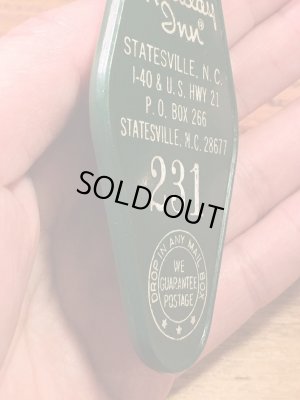 Holiday
Inn®
STATESVILLE, N.C.
I-40 & U.S. HWY 21
P.O. BOX 266
STATESVILLE, N.C. 28677
231
SOLD OUT
DROP IN ANY MAIL BOX
WE
GUARANTEE
POSTAGE